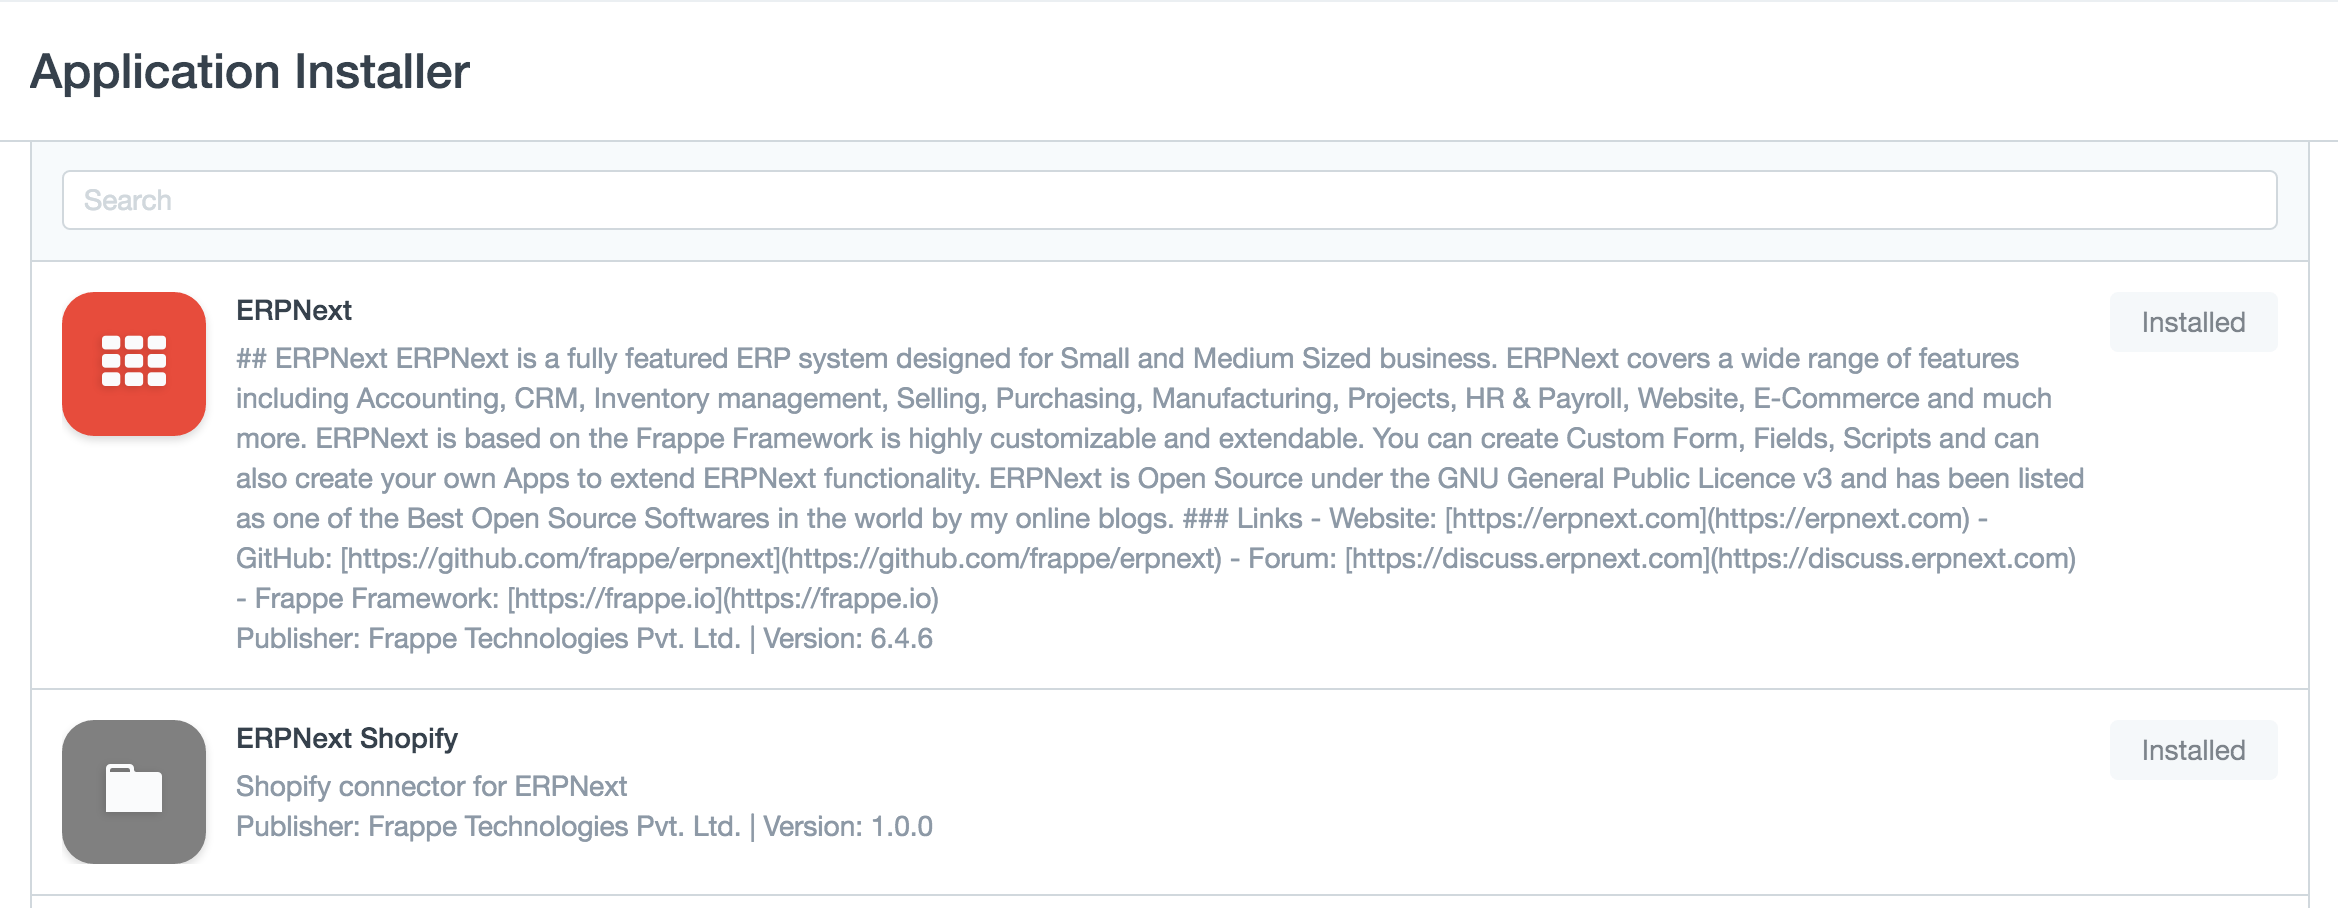 Application Installer
Search
ERPNext
Installed
## ERPNext ERPNext is a fully featured ERP system designed for Small and Medium Sized business. ERPNext covers a wide range of features
including Accounting, CRM, Inventory management, Selling, Purchasing, Manufacturing, Projects, HR & Payroll, Website, E-Commerce and much
more. ERPNext is based on the Frappe Framework is highly customizable and extendable. You can create Custom Form, Fields, Scripts and can
also create your own Apps to extend ERPNext functionality. ERPNext is Open Source under the GNU General Public Licence v3 and has been listed
as one of the Best Open Source Softwares in the world by my online blogs. ### Links - Website: [https://erpnext.com](https://erpnext.com) -
GitHub: [https://github.com/frappe/erpnext](https://github.com/frappe/erpnext) - Forum: [https://discuss.erpnext.com](https://discuss.erpnext.com)
- Frappe Framework: [https://frappe.io](https://frappe.io)
Publisher: Frappe Technologies Pvt. Ltd. | Version: 6.4.6
ERPNext Shopify
Installed
Shopify connector for ERPNext
Publisher: Frappe Technologies Pvt. Ltd. | Version: 1.0.0